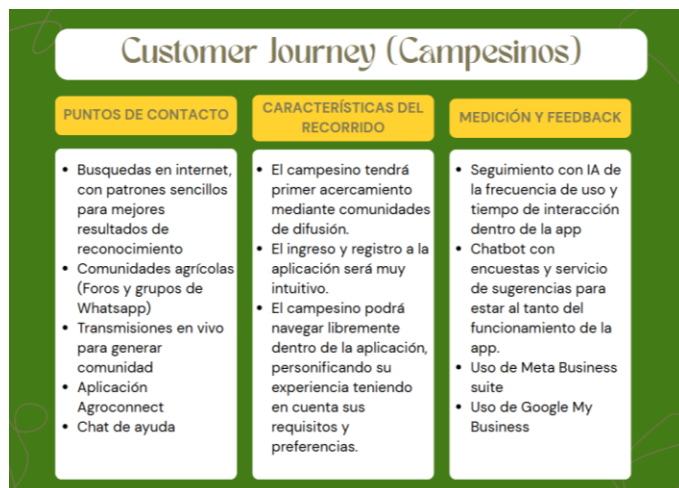 Customer Journey (Campesinos)
PUNTOS DE CONTACTO
• Busquedas en internet,
con patrones sencillos
para mejores
resultados de
reconocimiento
• Comunidades agrícolas
(Foros y grupos de
Whatsapp)
• Transmisiones en vivo
para generar
comunidad
• Aplicación
Agroconnect
• Chat de ayuda
CARACTERÍSTICAS DEL
RECORRIDO
• El campesino tendrá
primer acercamiento
mediante comunidades
de difusión.
• El ingreso y registro a la
aplicación será muy
intuitivo.
• El campesino podrá
navegar libremente
dentro de la aplicación,
personificando su
experiencia teniendo
en cuenta sus
requisitos y
preferencias.
MEDICIÓN Y FEEDBACK
• Seguimiento con IA de
la frecuencia de uso y
tiempo de interacción
dentro de la app
• Chatbot con
encuestas y servicio
de sugerencias para
estar al tanto del
funcionamiento de la
app.
• Uso de Meta Business
suite
• Uso de Google My
Business